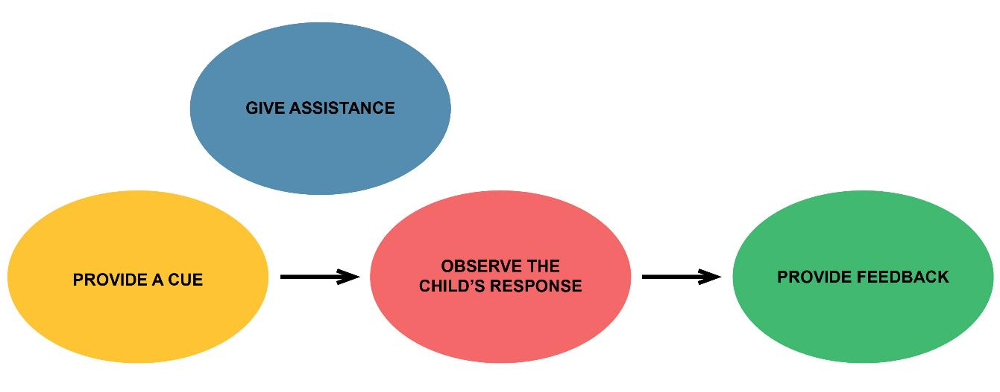 GIVE ASSISTANCE
PROVIDE A CUE
OBSERVE THE
CHILD’S RESPONSE
PROVIDE FEEDBACK